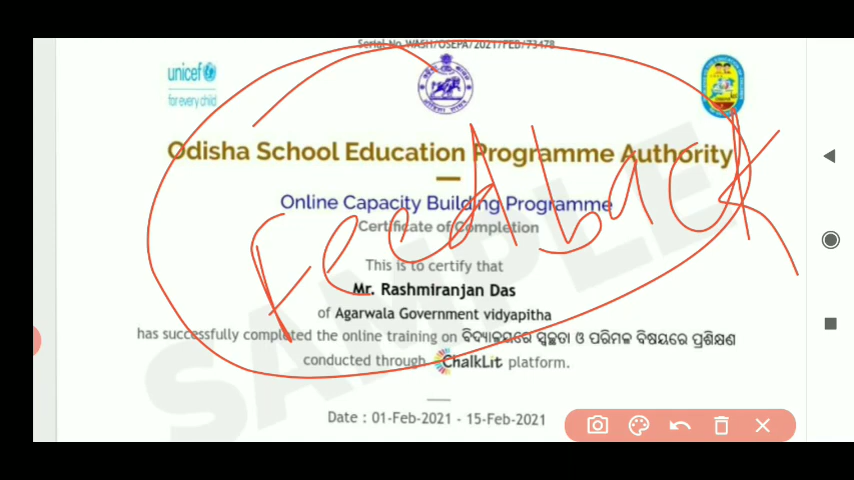 Serial No WASH/OSEPA/2021/FEB/73478
unicef
for every child
Odisha School Education Programme Authority
Online Capacity Building Programme
Certificate of Completion
This is to certify that
Mr. Rashmiranjan Das
of Agarwala Government vidyapitha
has successfully completed the online training on ବିଦ୍ୟାଳୟରେ ସ୍ୱଚ୍ଛତା ଓ ପରିମଳ ବିଷୟରେ ପ୍ରଶିକ୍ଷଣ
conducted through ChalkLit platform.
Date : 01-Feb-2021 - 15-Feb-2021
SAMPLE
Feedback